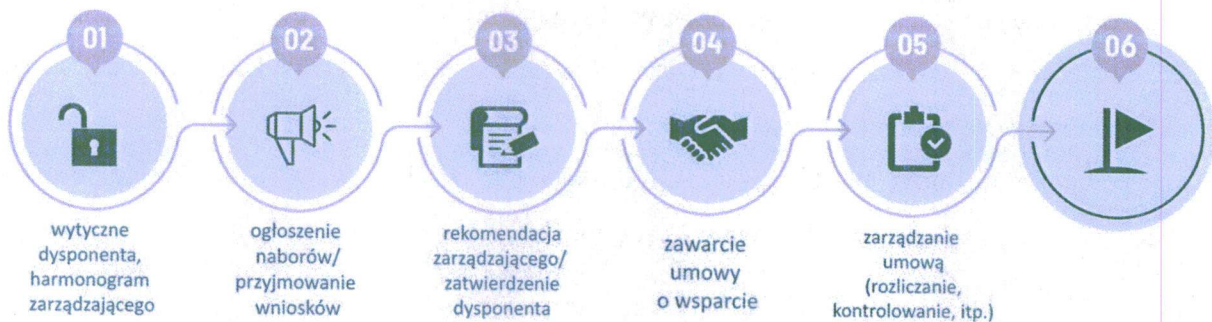 01
wytyczne
dysponenta,
harmonogram
zarządzającego
02
ogłoszenie
naborów/
przyjmowanie
wniosków
03
rekomendacja
zarządzającego/
zatwierdzenie
dysponenta
04
zawarcie
umowy
o wsparcie
05
zarządzanie
umową
(rozliczanie,
kontrolowanie, itp.)
06